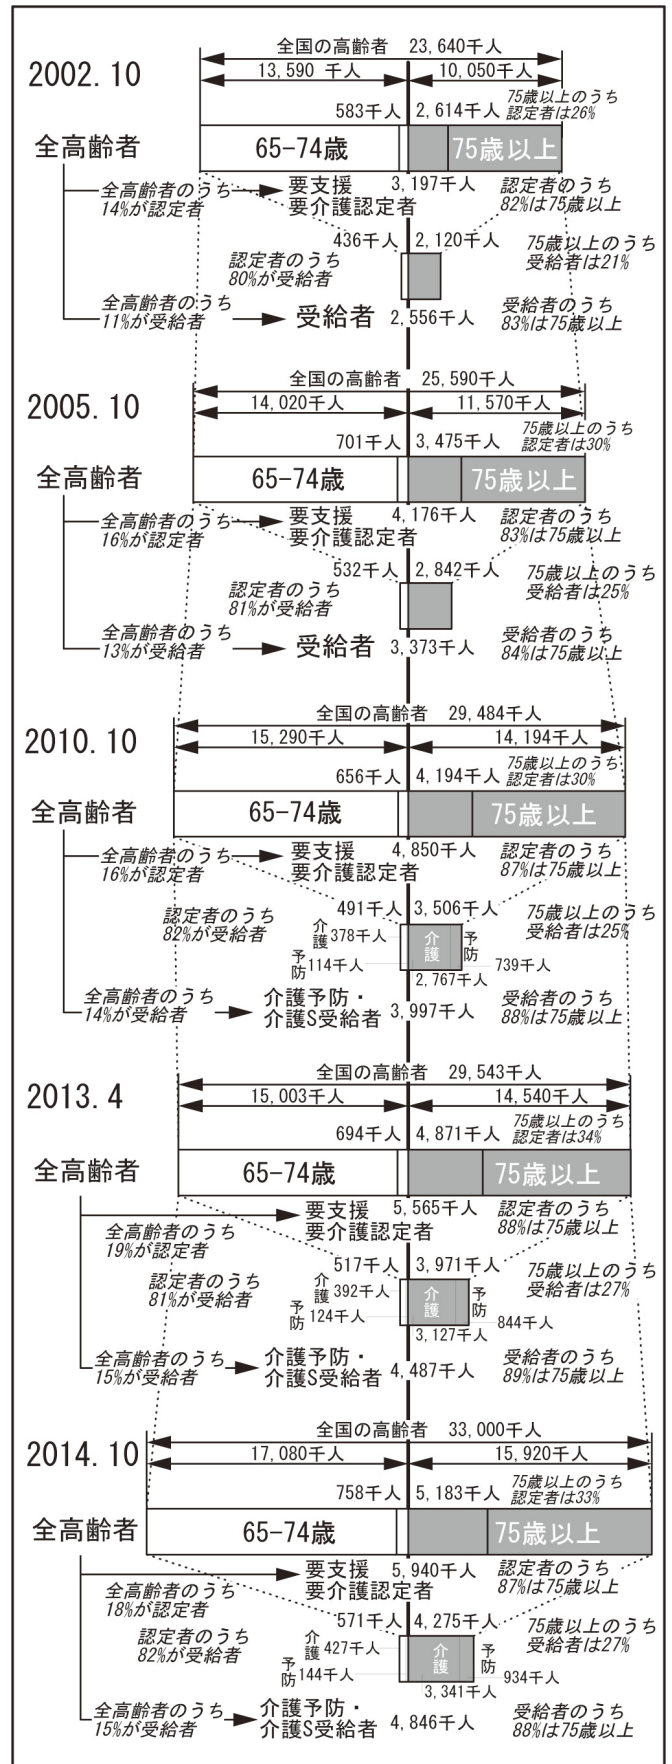 全国の高齢者 23,640千人
2002.10
13,590 千人 10,050千人
583千人 2,614千人 75歳以上のうち
認定者は26%
全高齢者 65-74歳 75歳以上
全高齢者のうち 要支援 3,197千人 認定者のうち
14%が認定者 要介護認定者 82%は75歳以上
436千人 2,120千人 75歳以上のうち
認定者のうち 受給者は21%
80%が受給者
全高齢者のうち 受給者 2,556千人 受給者のうち
11%が受給者 83%は75歳以上
全国の高齢者 25,590千人
2005.10
14,020千人 11,570千人
701千人 3,475千人 75歳以上のうち
認定者は30%
全高齢者 65-74歳 75歳以上
全高齢者のうち 要支援 4,176千人 認定者のうち
16%が認定者 要介護認定者 83%は75歳以上
532千人 2,842千人 75歳以上のうち
認定者のうち 受給者は25%
81%が受給者
全高齢者のうち 受給者 3,373千人 受給者のうち
13%が受給者 84%は75歳以上
全国の高齢者 29,484千人
2010.10
15,290千人 14,194千人
656千人 4,194千人 75歳以上のうち
認定者は30%
全高齢者 65-74歳 75歳以上
全高齢者のうち 要支援 4,850千人 認定者のうち
16%が認定者 要介護認定者 87%は75歳以上
491千人 3,506千人 75歳以上のうち
認定者のうち 受給者は25%
82%が受給者
介護 378千人 介護 予防
予防 114千人 739千人
2,767千人
全高齢者のうち 介護予防・ 受給者のうち
14%が受給者 介護S受給者 3,997千人 88%は75歳以上
全国の高齢者 29,543千人
2013.4
15,003千人 14,540千人
694千人 4,871千人 75歳以上のうち
認定者は34%
全高齢者 65-74歳 75歳以上
要支援 5,565千人 認定者のうち
全高齢者のうち 要介護認定者 88%は75歳以上
19%が認定者
517千人 3,971千人 75歳以上のうち
認定者のうち 受給者は27%
81%が受給者
介護 392千人 介護 予防
予防 124千人 844千人
3,127千人
全高齢者のうち 介護予防・ 受給者のうち
15%が受給者 介護S受給者 4,487千人 89%は75歳以上
全国の高齢者 33,000千人
2014.10
17,080千人 15,920千人
758千人 5,183千人 75歳以上のうち
認定者は33%
全高齢者 65-74歳 75歳以上
要支援 5,940千人 認定者のうち
全高齢者のうち 要介護認定者 87%は75歳以上
18%が認定者
571千人 4,275千人 75歳以上のうち
認定者のうち 受給者は27%
82%が受給者
介護 427千人 介護 予防
予防 144千人 934千人
3,341千人
全高齢者のうち 介護予防・ 受給者のうち
15%が受給者 介護S受給者 4,846千人 88%は75歳以上